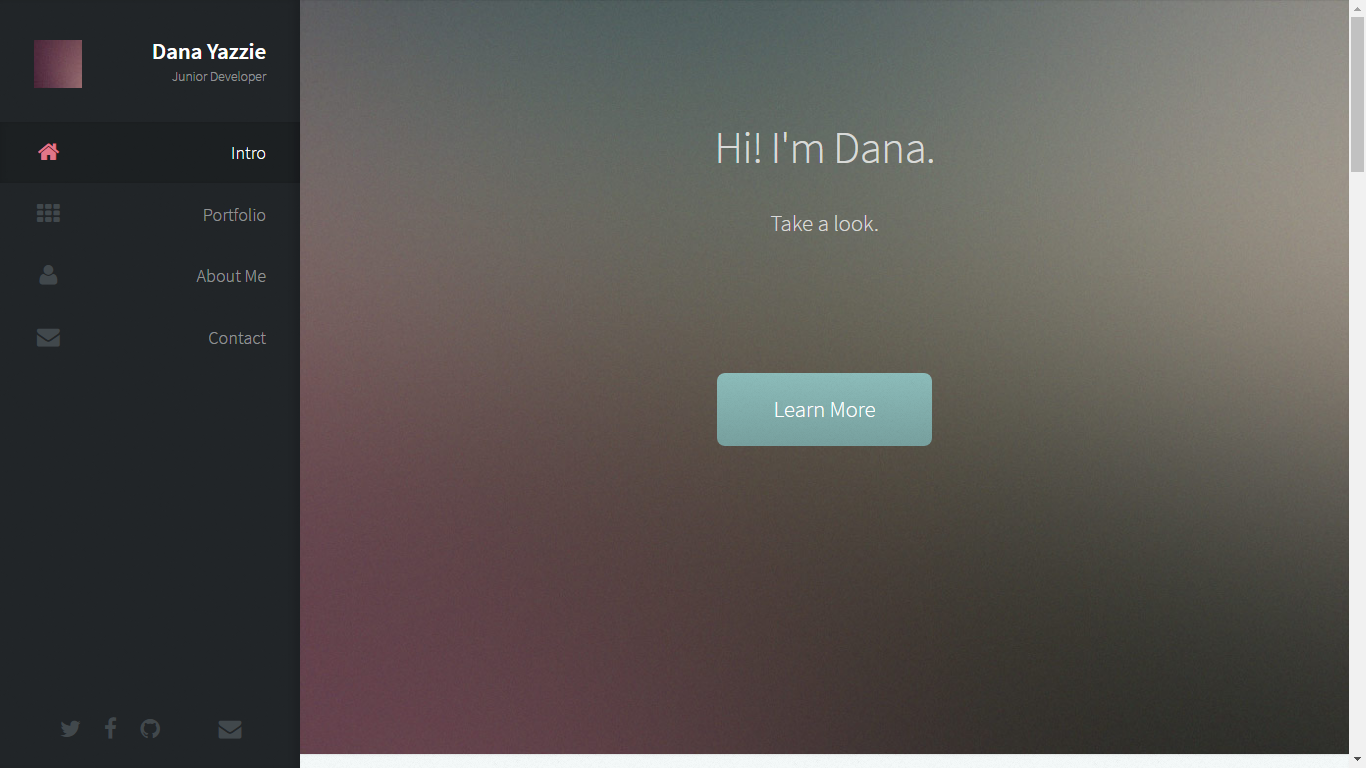 Dana Yazzie
Junior Developer
Intro
Portfolio
About Me
Contact
Hi! I'm Dana.
Take a look.
Learn More